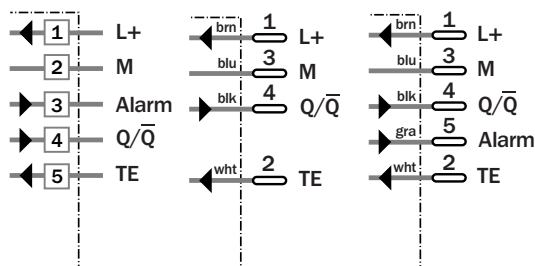 1 L+
2 M
3 Alarm
4 Q/Q̅
5 TE
brn 1 L+
blu 3 M
blk 4 Q/Q̅
wht 2 TE
brn 1 L+
blu 3 M
blk 4 Q/Q̅
gra 5 Alarm
wht 2 TE